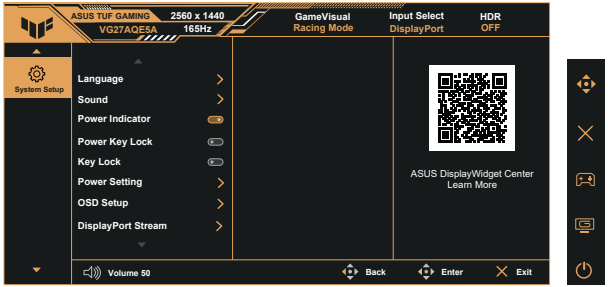 ASUS TUF GAMING 2560 x 1440
VG27AQE5A 165Hz
GameVisual
Racing Mode
Input Select
DisplayPort
HDR
OFF
System Setup
Language
Sound
Power Indicator
Power Key Lock
Key Lock
Power Setting
OSD Setup
DisplayPort Stream
ASUS DisplayWidget Center
Learn More
Volume 50
Back
Enter
Exit